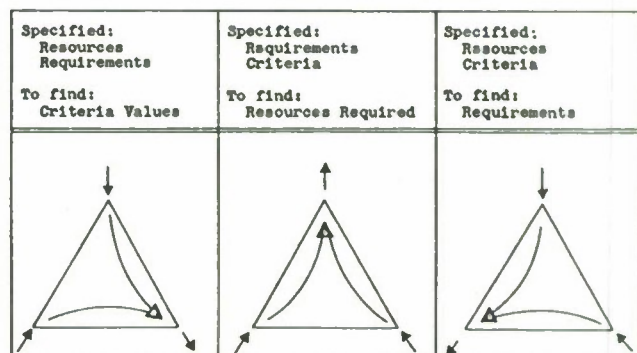 Specified:
Resources
Requirements
To find:
Criteria Values
Specified:
Requirements
Criteria
To find:
Resources Required
Specified:
Resources
Criteria
To find:
Requirements